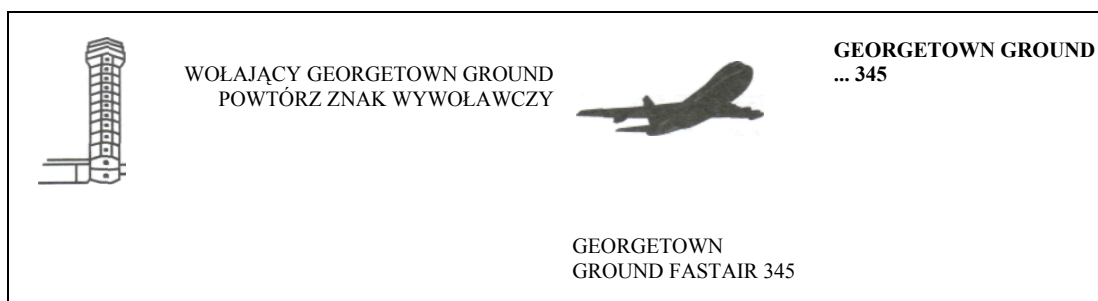 GEORGETOWN GROUND
... 345
WOŁAJĄCY GEORGETOWN GROUND
POWTÓRZ ZNAK WYWOŁAWCZY
GEORGETOWN
GROUND FASTAIR 345